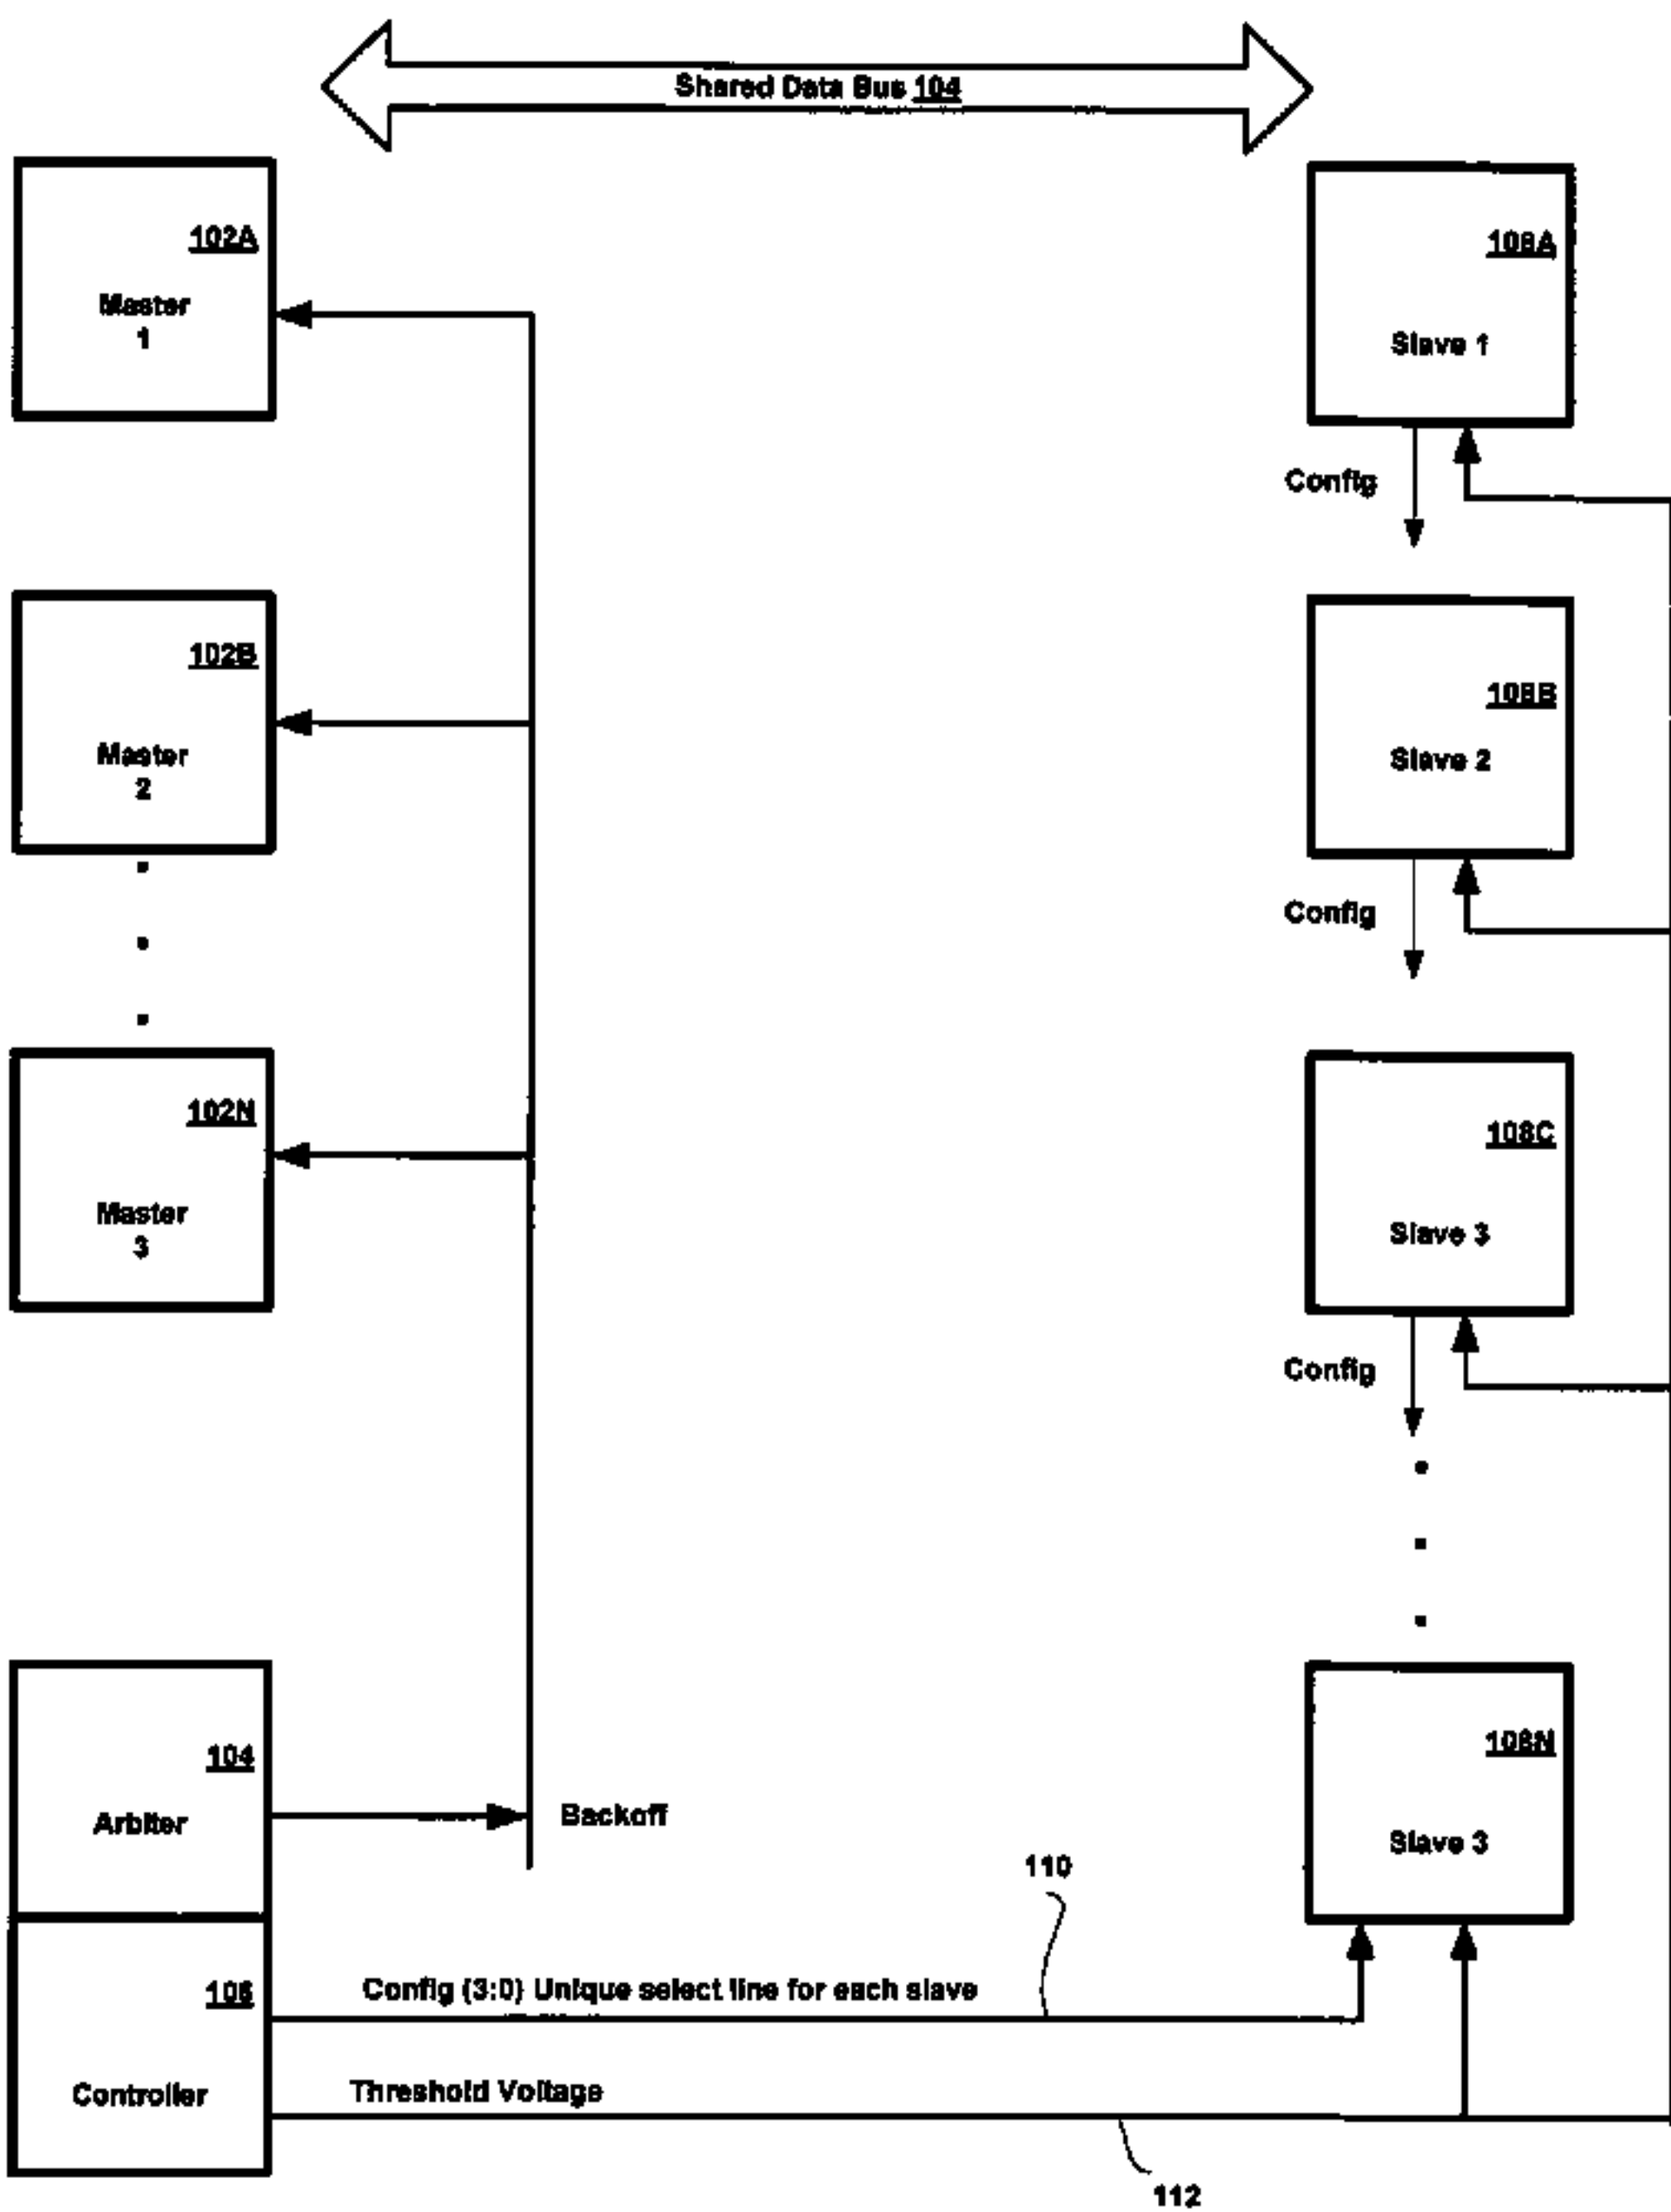 Shared Data Bus 104
102A
Master
1
108A
Slave 1
Config
102B
Master
2
108B
Slave 2
Config
102N
Master
3
108C
Slave 3
Config
104
Arbiter
Backoff
108N
Slave 3
110
106
Controller
Config (3:0) Unique select line for each slave
Threshold Voltage
112